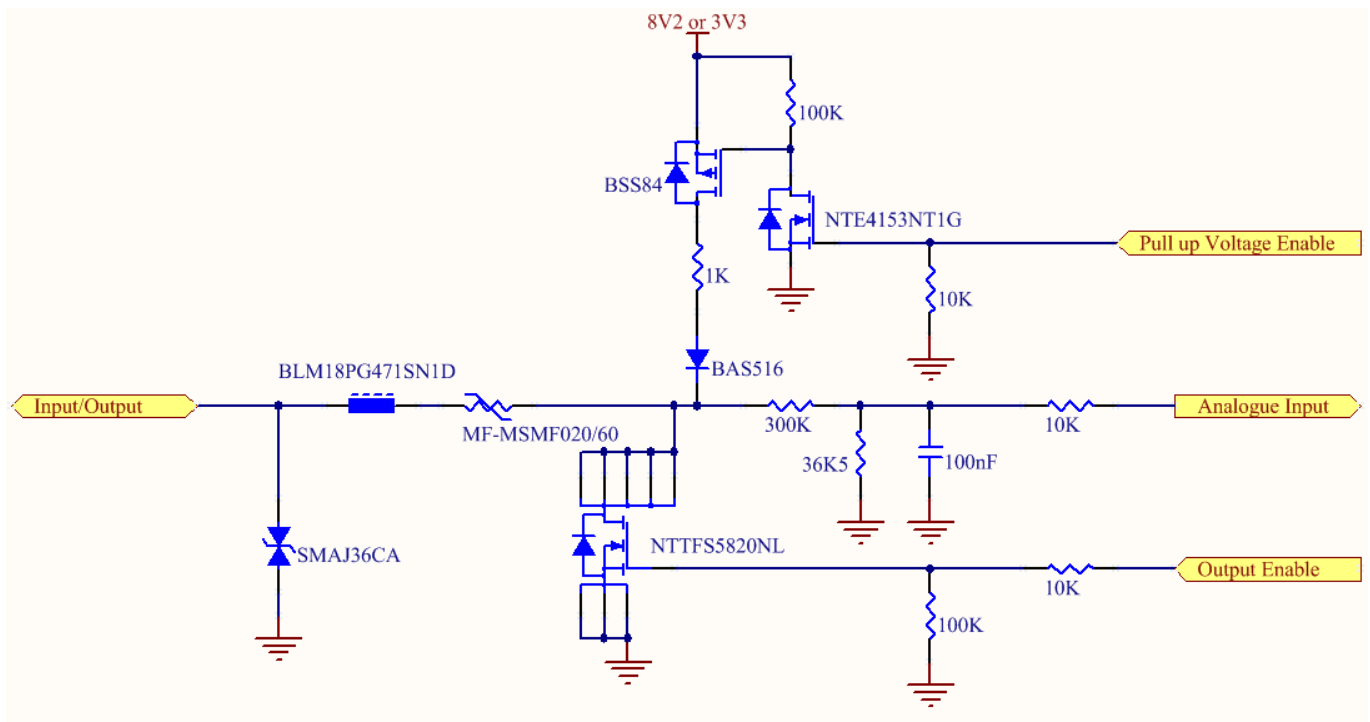 8V2 or 3V3
100K
BSS84
NTE4153NT1G
Pull up Voltage Enable
1K
10K
BLM18PG471SN1D
BAS516
Input/Output
MF-MSMF020/60
300K
10K
Analogue Input
36K5
100nF
SMAJ36CA
NTTFS5820NL
Output Enable
10K
100K